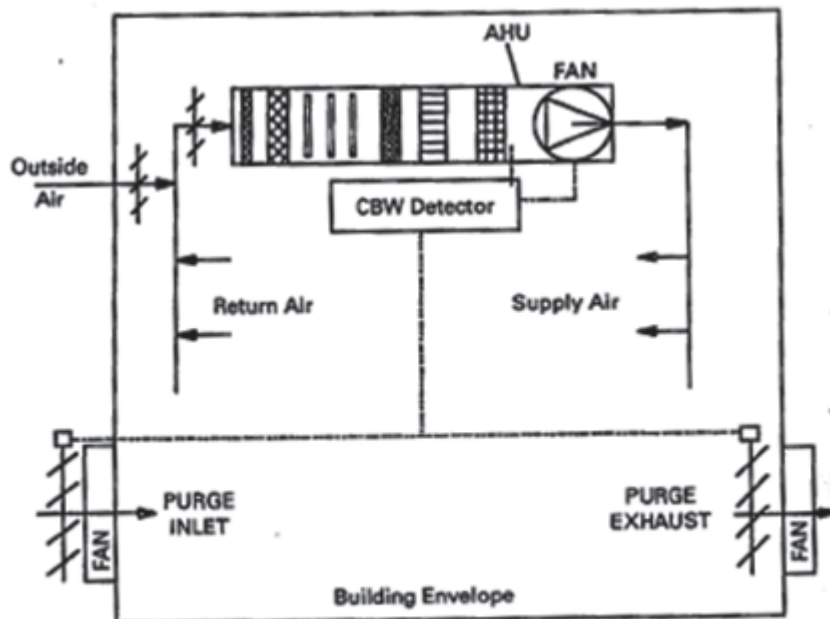 AHU
FAN
Outside
Air
CBW Detector
Return Air
Supply Air
PURGE
INLET
FAN
PURGE
EXHAUST
FAN
Building Envelope